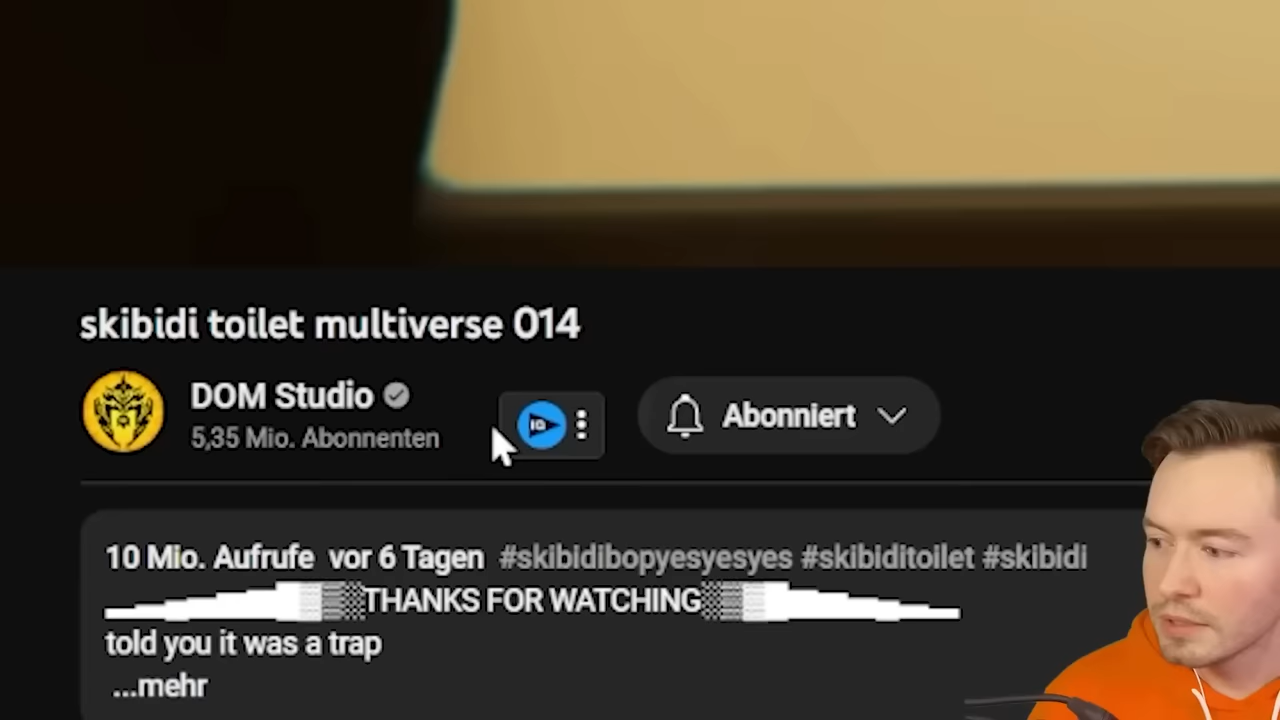 skibidi toilet multiverse 014
DOM Studio
5,35 Mio. Abonnenten
IQ
Abonniert
10 Mio. Aufrufe vor 6 Tagen #skibidibopyesyesyes #skibiditoilet #skibidi
▁▂▃▄▅▆▇█▓▒░THANKS FOR WATCHING░▒▓█▇▆▅▄▃▂▁
told you it was a trap
...mehr